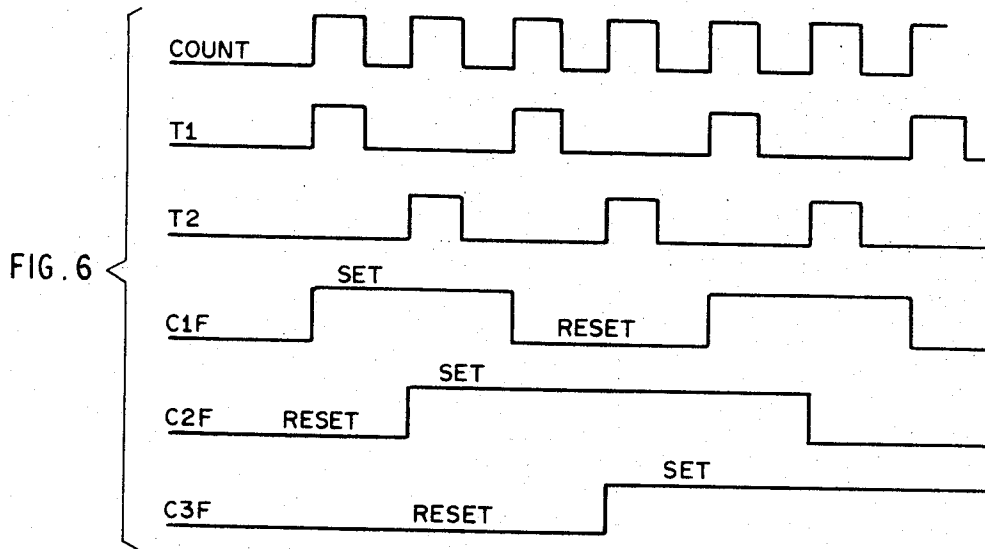 COUNT
T1
T2
FIG. 6
SET
C1F
RESET
SET
C2F
RESET
SET
C3F
RESET